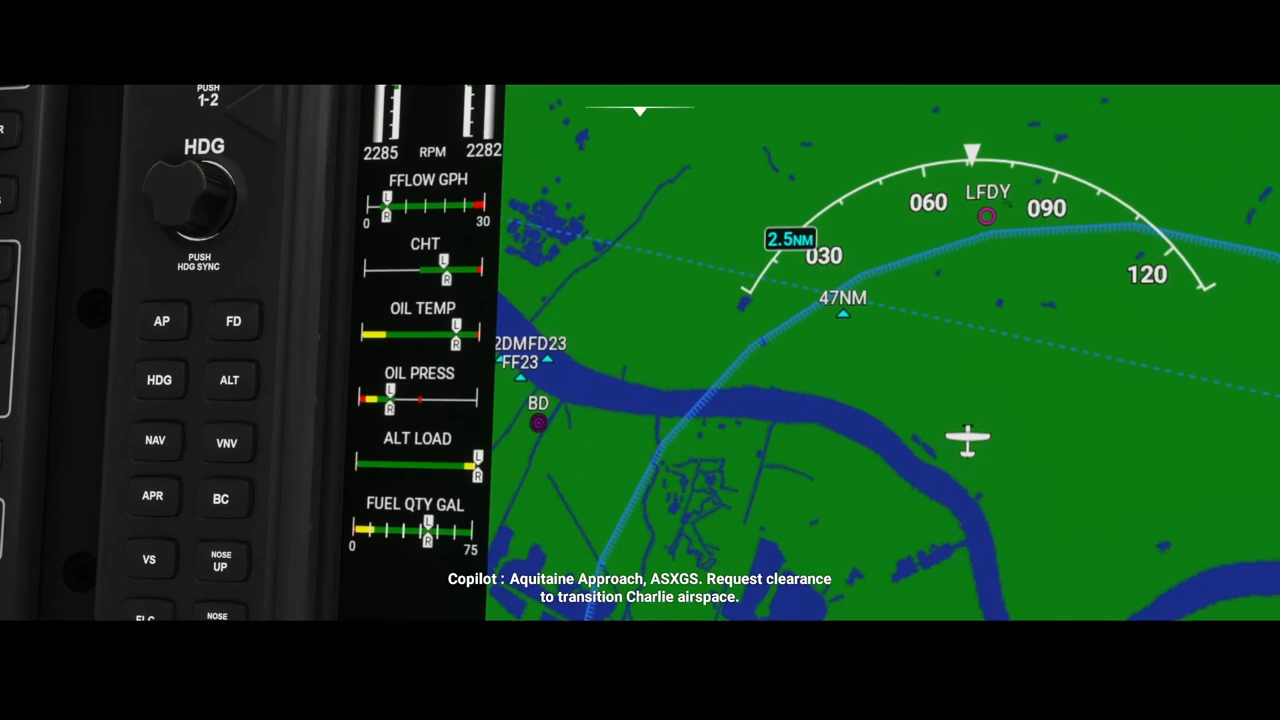 PUSH
1-2
HDG
PUSH
HDG SYNC
AP
FD
HDG
ALT
NAV
VNV
APR
BC
VS
NOSE
UP
FLC
NOSE
R
2285 RPM 2282
FFLOW GPH
L
R
0 30
CHT
L
R
OIL TEMP
L
R
OIL PRESS
L
R
ALT LOAD
L
R
FUEL QTY GAL
L
R
0 75
LFDY
060
090
2.5NM
030
120
47NM
2DMFD23
FF23
BD
Copilot : Aquitaine Approach, ASXGS. Request clearance
to transition Charlie airspace.